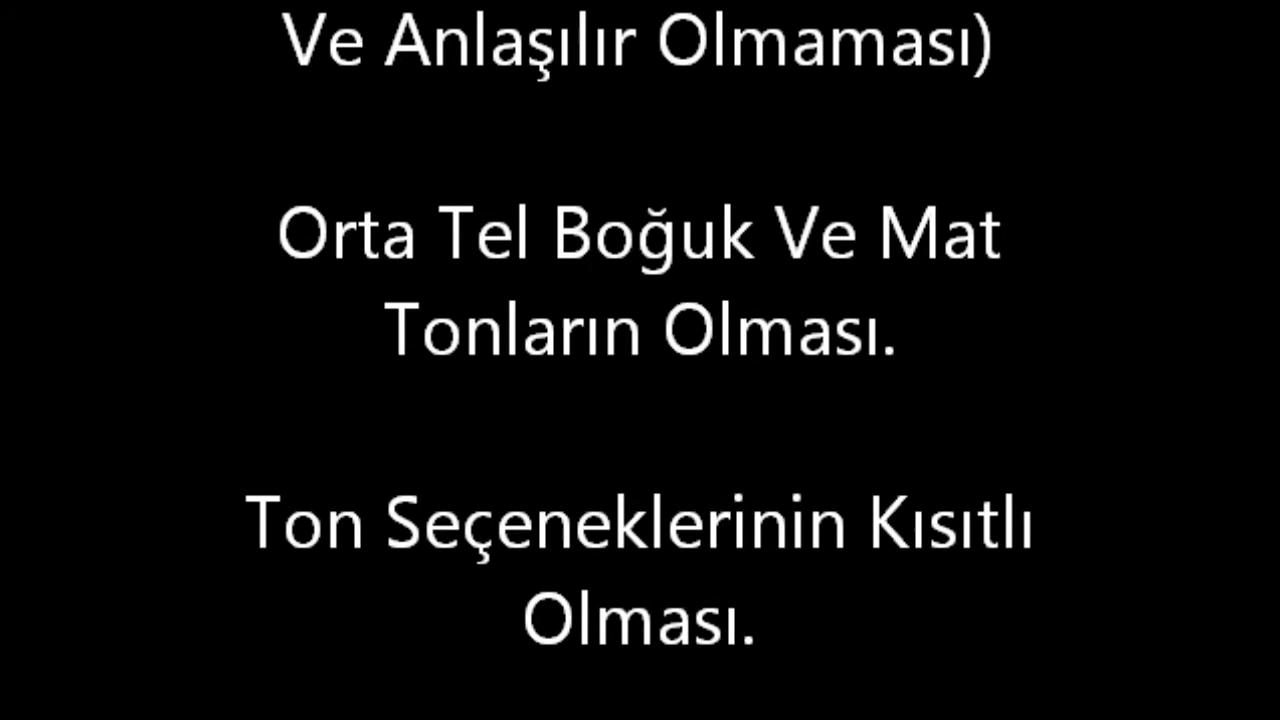 Ve Anlaşılır Olmaması)
Orta Tel Boğuk Ve Mat
Tonların Olması.
Ton Seçeneklerinin Kısıtlı
Olması.